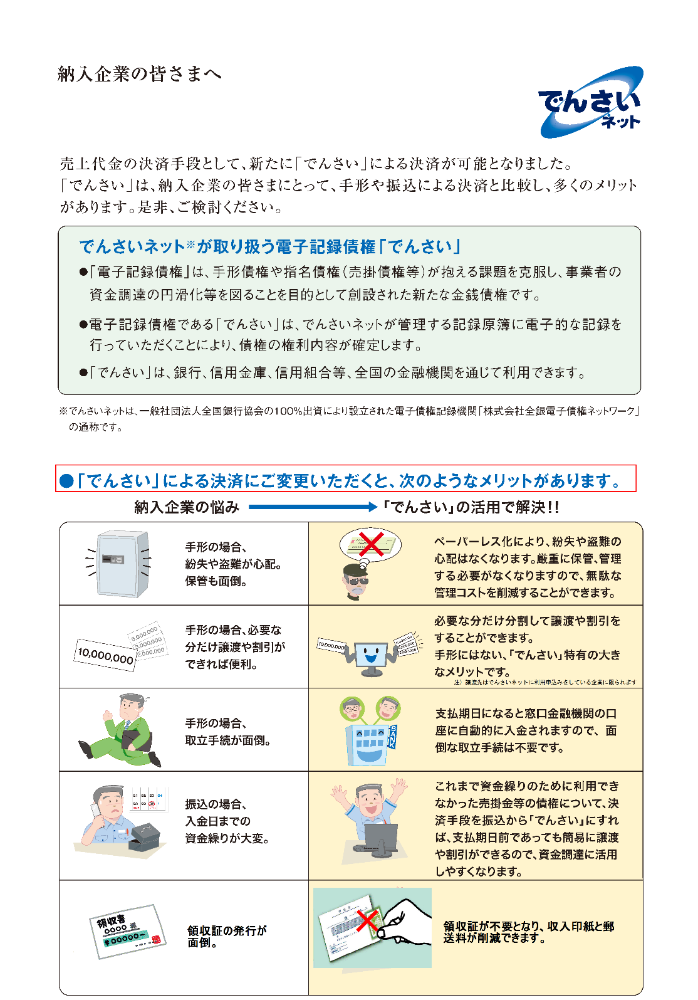 納入企業の皆さまへ
でんさい
ネット
売上代金の決済手段として、新たに「でんさい」による決済が可能となりました。
「でんさい」は、納入企業の皆さまにとって、手形や振込による決済と比較し、多くのメリット
があります。是非、ご検討ください。
でんさいネット※が取り扱う電子記録債権「でんさい」
●「電子記録債権」は、手形債権や指名債権（売掛債権等）が抱える課題を克服し、事業者の
資金調達の円滑化等を図ることを目的として創設された新たな金銭債権です。
●電子記録債権である「でんさい」は、でんさいネットが管理する記録原簿に電子的な記録を
行っていただくことにより、債権の権利内容が確定します。
●「でんさい」は、銀行、信用金庫、信用組合等、全国の金融機関を通じて利用できます。
※でんさいネットは、一般社団法人全国銀行協会の100%出資により設立された電子債権記録機関「株式会社全銀電子債権ネットワーク」
の通称です。
●「でんさい」による決済にご変更いただくと、次のようなメリットがあります。
納入企業の悩み
「でんさい」の活用で解決!!
手形の場合、
紛失や盗難が心配。
保管も面倒。
ペーパーレス化により、紛失や盗難の
心配はなくなります。厳重に保管、管理
する必要がなくなりますので、無駄な
管理コストを削減することができます。
10,000,000
5,000,000
3,000,000
2,000,000
手形の場合、必要な
分だけ譲渡や割引が
できれば便利。
10,000,000
必要な分だけ分割して譲渡や割引を
することができます。
手形にはない、「でんさい」特有の大き
なメリットです。
注）譲渡先はでんさいネットに利用申込みをしている企業に限られます
手形の場合、
取立手続が面倒。
BANK
支払期日になると窓口金融機関の口
座に自動的に入金されますので、面
倒な取立手続は不要です。
21 22 23 24
28 29 30 1
振込の場合、
入金日までの
資金繰りが大変。
これまで資金繰りのために利用でき
なかった売掛金等の債権について、決
済手段を振込から「でんさい」にすれ
ば、支払期日前であっても簡易に譲渡
や割引ができるので、資金調達に活用
しやすくなります。
領収書
○○○○ 様
¥○○○○○ー
領収証の発行が
面倒。
領収証が不要となり、収入印紙と郵
送料が削減できます。